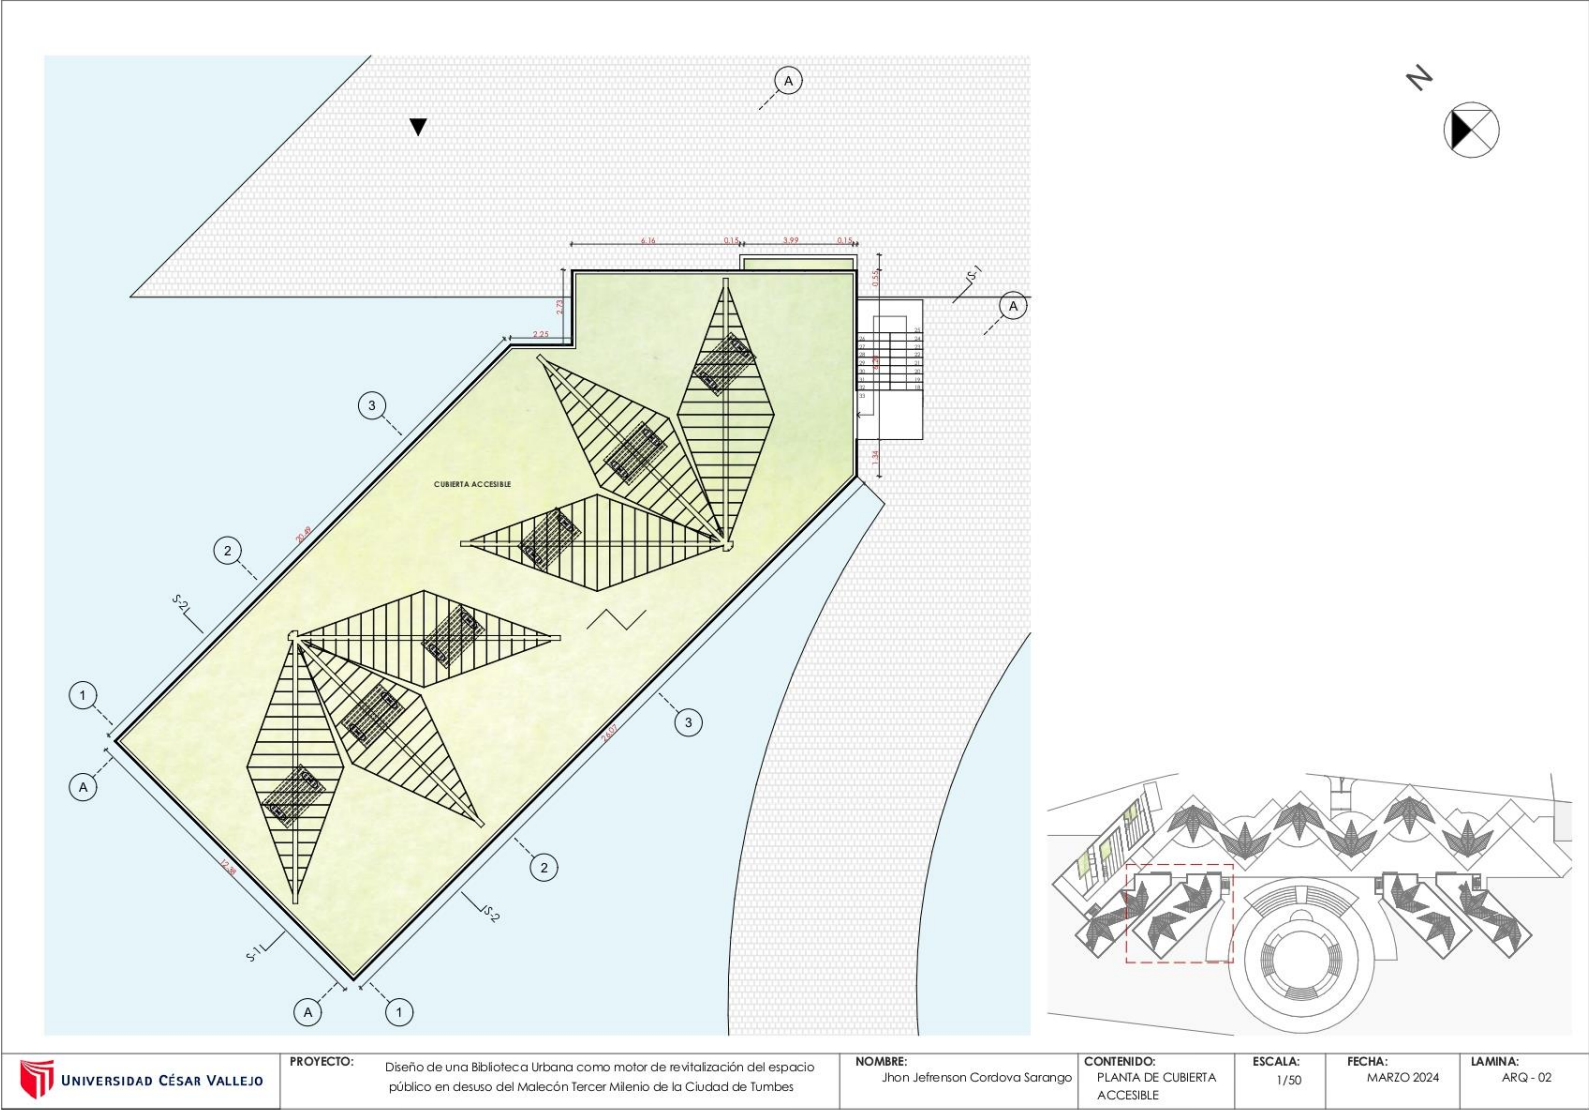 N
A
6.16
0.15
3.99
0.15
0.55
S-1
A
2.73
2.25
3
CUBIERTA ACCESIBLE
1.34
20.49
2
S-2
1
A
3
26.07
12.38
2
S-2
S-1
A
1
UNIVERSIDAD CÉSAR VALLEJO
PROYECTO:
Diseño de una Biblioteca Urbana como motor de revitalización del espacio
público en desuso del Malecón Tercer Milenio de la Ciudad de Tumbes
NOMBRE:
Jhon Jefrenson Cordova Sarango
CONTENIDO:
PLANTA DE CUBIERTA
ACCESIBLE
ESCALA:
1/50
FECHA:
MARZO 2024
LAMINA:
ARQ - 02